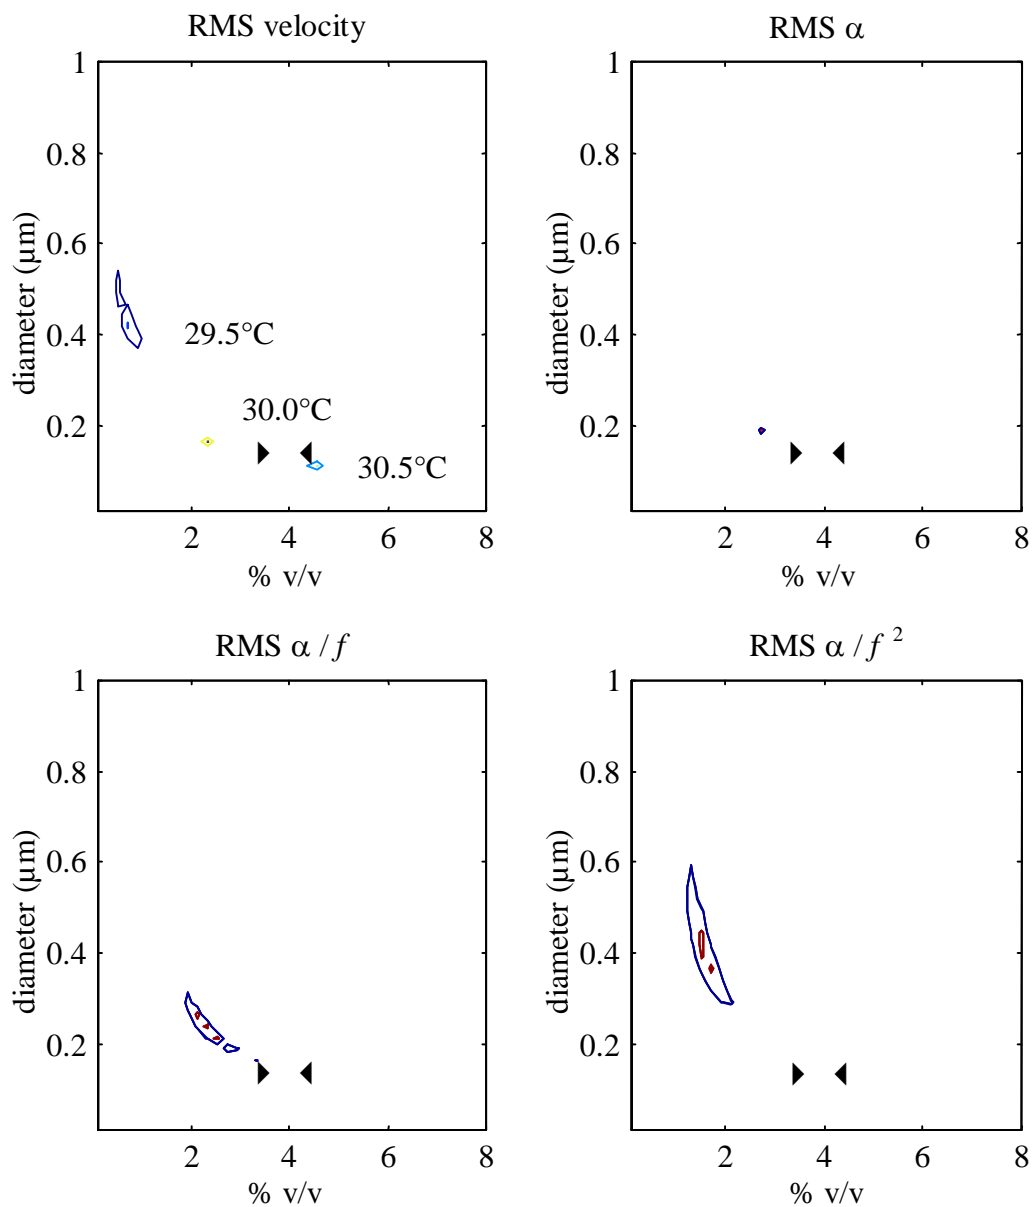 RMS velocity
1
0.8
0.6
0.4
0.2
diameter (μm)
29.5°C
30.0°C
30.5°C
2 4 6 8
% v/v
RMS α
1
0.8
0.6
0.4
0.2
diameter (μm)
2 4 6 8
% v/v
RMS α / f
1
0.8
0.6
0.4
0.2
diameter (μm)
2 4 6 8
% v/v
RMS α / f ²
1
0.8
0.6
0.4
0.2
diameter (μm)
2 4 6 8
% v/v